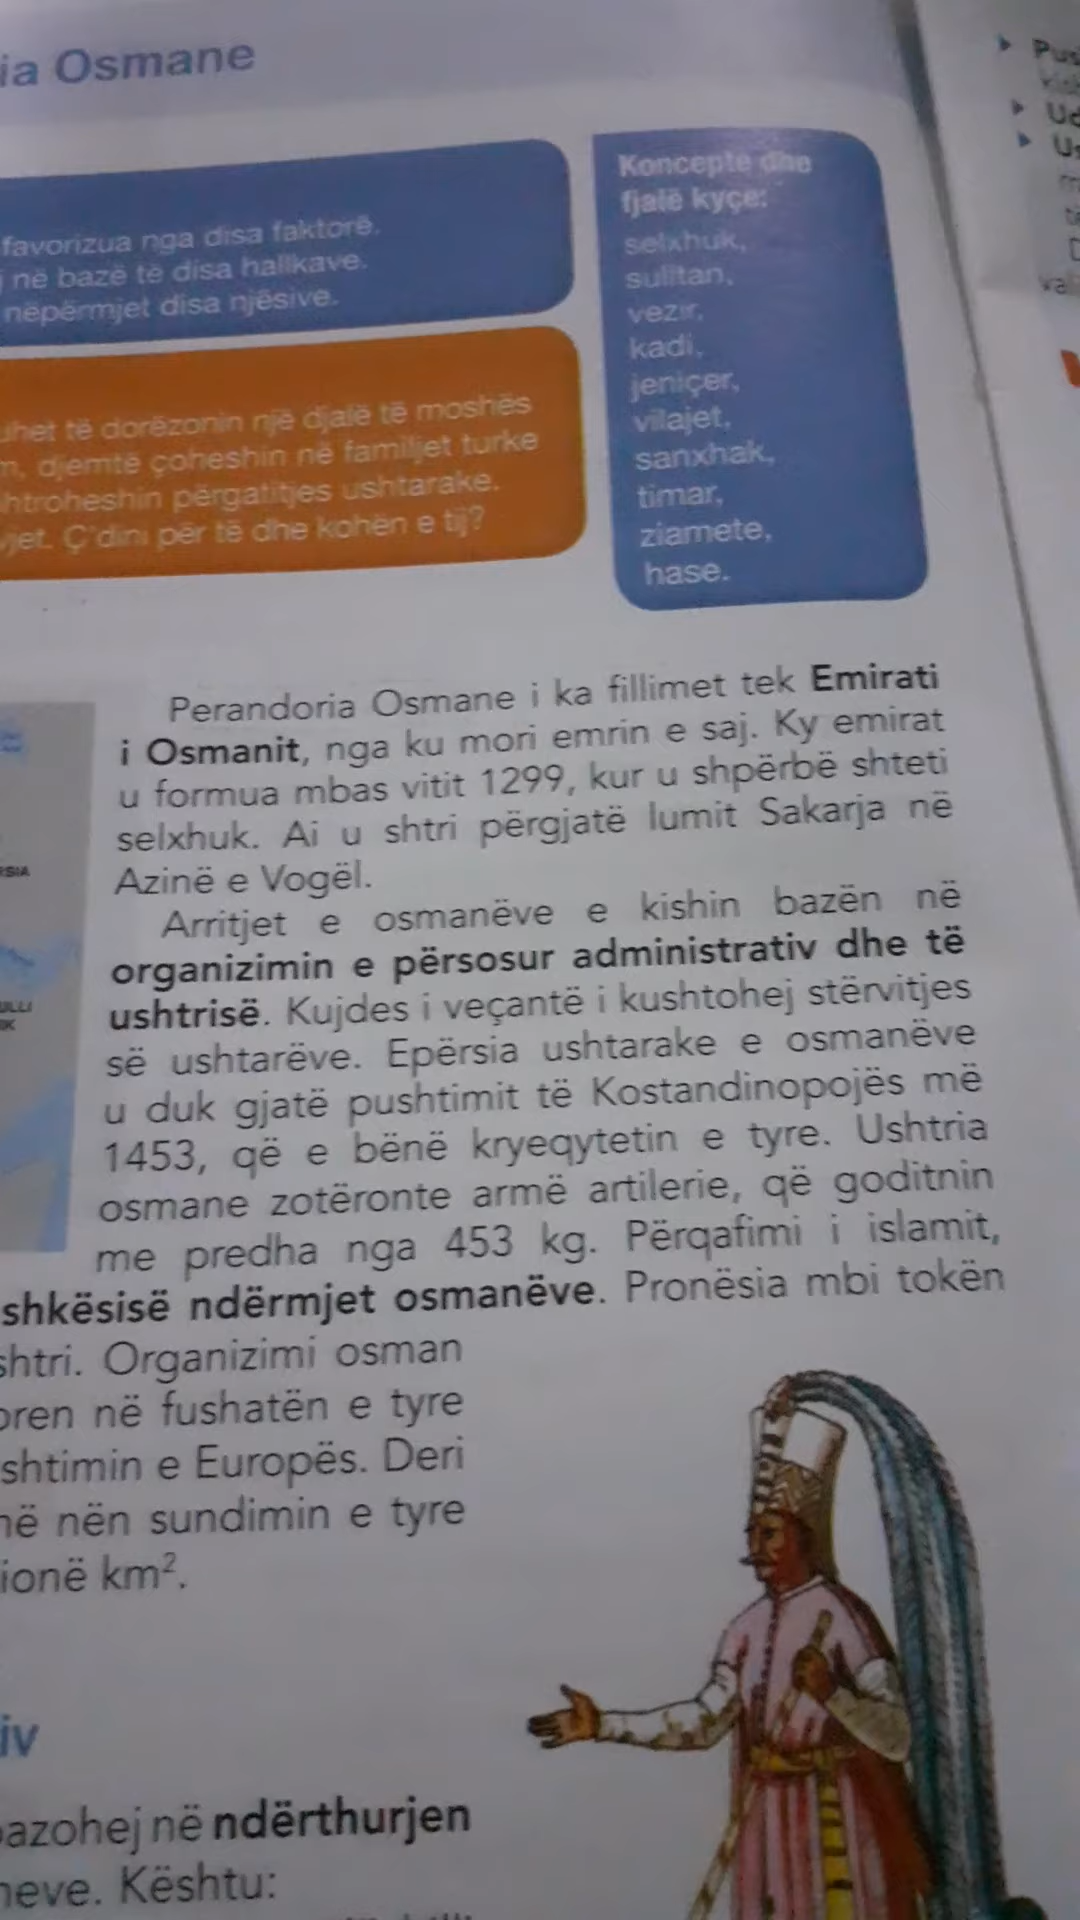 ia Osmane
favorizua nga disa faktorë.
në bazë të disa hallkave.
nëpërmjet disa njësive.
uhet të dorëzonin një djalë të moshës
djemtë çoheshin në familjet turke
htroheshin përgatitjes ushtarake.
vjet. Ç'dini për të dhe kohën e tij?
Koncepte dhe
fjalë kyçe:
selxhuk,
sulltan,
vezir,
kadi,
jeniçer,
vilajet,
sanxhak,
timar,
ziamete,
hase.
Perandoria Osmane i ka fillimet tek Emirati
i Osmanit, nga ku mori emrin e saj. Ky emirat
u formua mbas vitit 1299, kur u shpërbë shteti
selxhuk. Ai u shtri përgjatë lumit Sakarja në
Azinë e Vogël.
Arritjet e osmanëve e kishin bazën në
organizimin e përsosur administrativ dhe të
ushtrisë. Kujdes i veçantë i kushtohej stërvitjes
së ushtarëve. Epërsia ushtarake e osmanëve
u duk gjatë pushtimit të Kostandinopojës më
1453, që e bënë kryeqytetin e tyre. Ushtria
osmane zotëronte armë artilerie, që goditnin
me predha nga 453 kg. Përqafimi i islamit,
shkësisë ndërmjet osmanëve. Pronësia mbi tokën
shtri. Organizimi osman
oren në fushatën e tyre
shtimin e Europës. Deri
në nën sundimin e tyre
ionë km².
iv
azohej në ndërthurjen
neve. Kështu:
RSIA
ULLI
IK
Pus